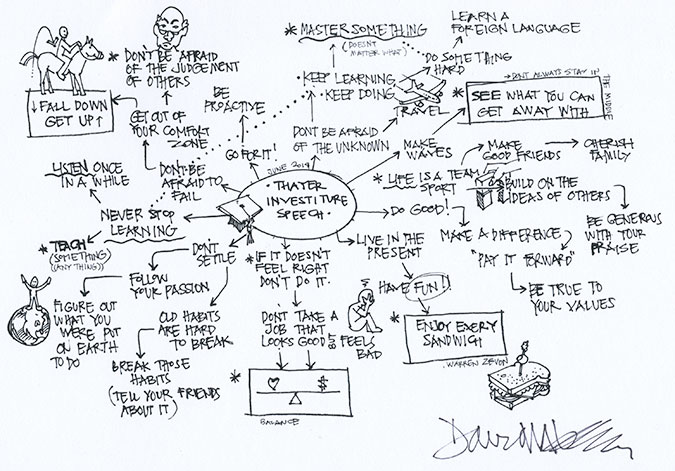 * MASTER SOMETHING
(DOESN'T
MATTER WHAT)
LEARN A
FOREIGN LANGUAGE
DO SOMETHING
HARD
KEEP LEARNING
KEEP DOING.
TRAVEL
DON'T ALWAYS STAY IN
THE MIDDLE
* SEE WHAT YOU CAN
GET AWAY WITH
* DON'T BE AFRAID
OF THE JUDGEMENT
OF OTHERS
↓FALL DOWN
GET UP↑
GET OUT OF
YOUR COMFORT
ZONE
BE
PROACTIVE
GO FOR IT!
DONT BE AFRAID
OF THE UNKNOWN
MAKE
WAVES
MAKE
GOOD FRIENDS
CHERISH
FAMILY
LISTEN ONCE
IN A WHILE
DON'T BE
AFRAID TO
FAIL
JUNE 2014
THAYER
INVESTITURE
SPEECH.
* LIFE IS A TEAM
SPORT
BUILD ON THE
IDEAS OF OTHERS
NEVER STOP
LEARNING
* TEACH
(SOMETHING)
((ANY THING))
DO GOOD!
MAKE A DIFFERENCE
"PAY IT FORWARD"
BE GENEROUS
WITH YOUR
PRAISE
BE TRUE TO
YOUR VALUES
DONT
SETTLE
FOLLOW
YOUR PASSION
FIGURE OUT
WHAT YOU
WERE PUT
ON EARTH
TO DO
OLD HABITS
ARE HARD
TO BREAK.
BREAK THOSE
HABITS
(TELL YOUR FRIENDS
ABOUT IT)
* IF IT DOESN'T
FEEL RIGHT
DON'T DO IT.
DON'T TAKE A
JOB THAT
LOOKS GOOD
BUT
FEELS
BAD
* $
BALANCE
LIVE IN THE
PRESENT
HAVE FUN!
* ENJOY EVERY
SANDWICH
. WARREN ZEVON